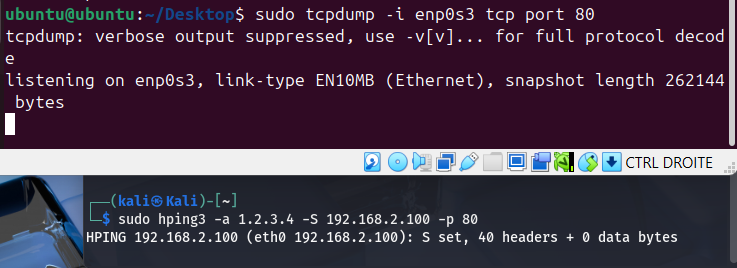 ubuntu@ubuntu:~/Desktop$ sudo tcpdump -i enp0s3 tcp port 80
tcpdump: verbose output suppressed, use -v[v]... for full protocol decod
e
listening on enp0s3, link-type EN10MB (Ethernet), snapshot length 262144
 bytes
CTRL DROITE
┌──(kali㉿Kali)-[~]
└─$ sudo hping3 -a 1.2.3.4 -S 192.168.2.100 -p 80
HPING 192.168.2.100 (eth0 192.168.2.100): S set, 40 headers + 0 data bytes